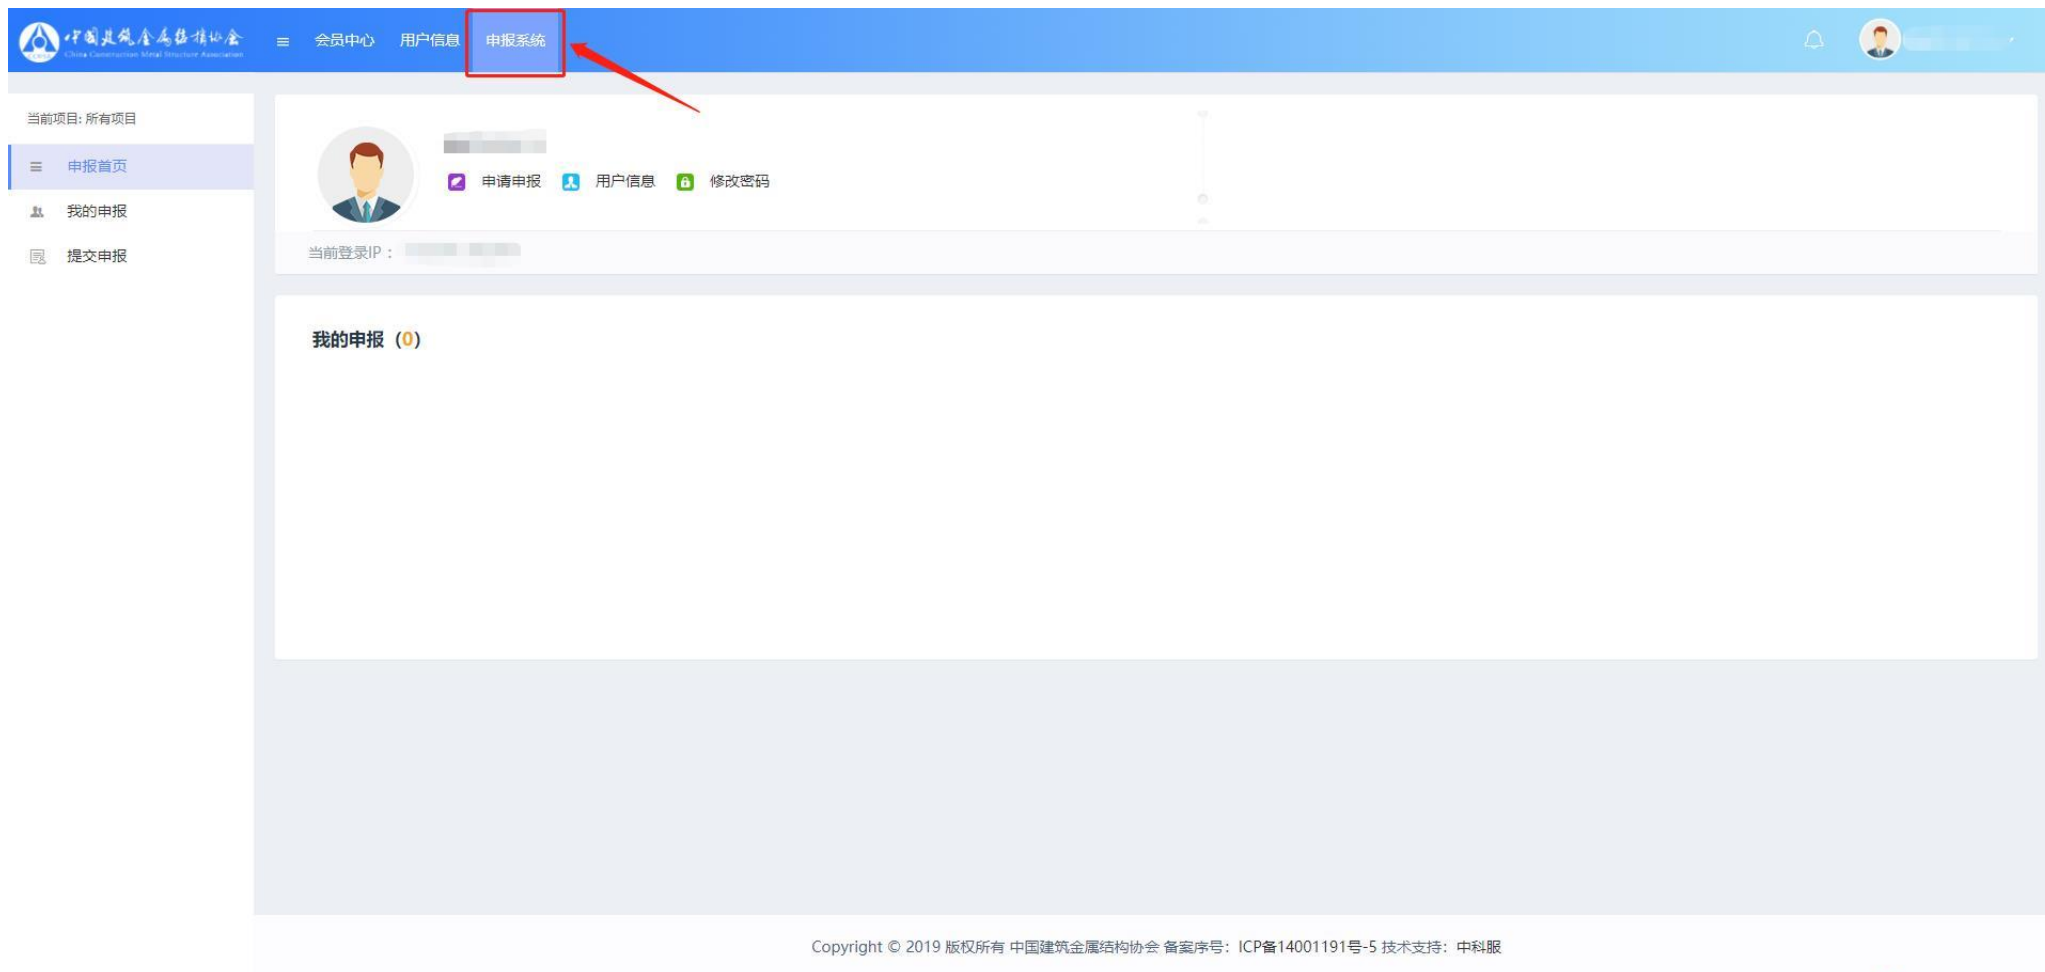 中国建筑金属结构协会
China Construction Metal Structure Association
会员中心 用户信息 申报系统
当前项目: 所有项目
申报首页
我的申报
提交申报
申请申报 用户信息 修改密码
当前登录IP：
我的申报（0）
Copyright © 2019 版权所有 中国建筑金属结构协会 备案序号：ICP备14001191号-5 技术支持：中科服